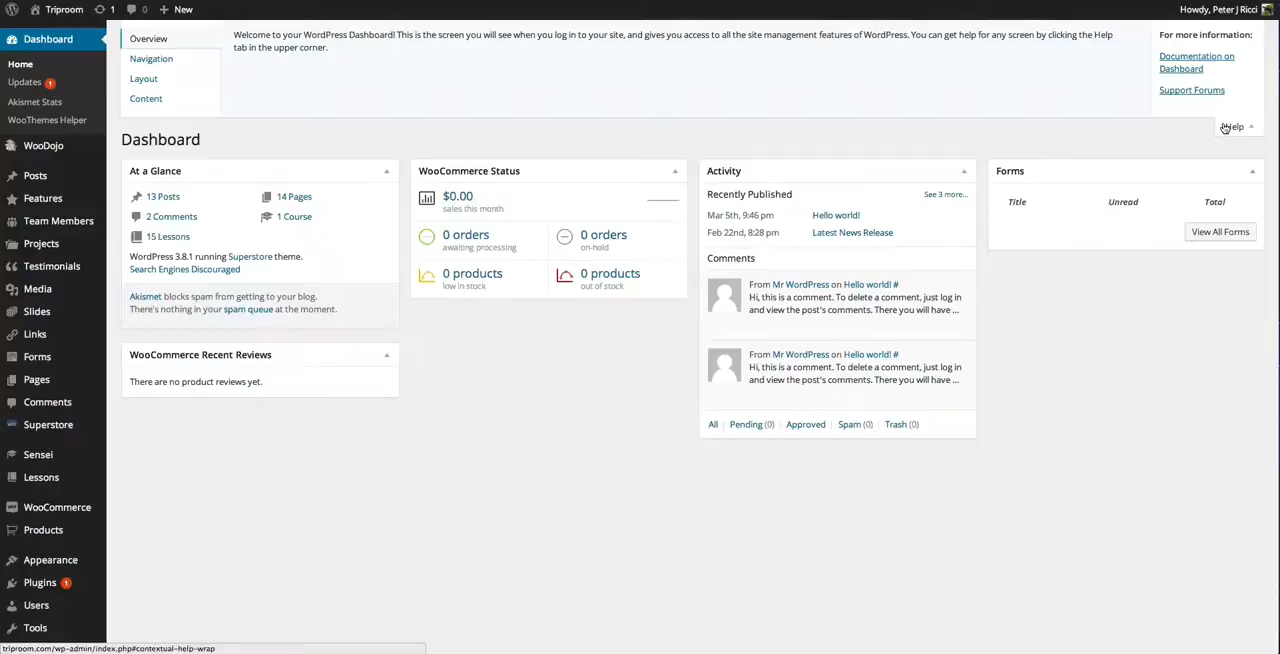 Triproom 1 0 New Howdy, Peter J Ricci
Dashboard
Home
Updates 1
Akismet Stats
WooThemes Helper
WooDojo
Posts
Features
Team Members
Projects
Testimonials
Media
Slides
Links
Forms
Pages
Comments
Superstore
Sensei
Lessons
WooCommerce
Products
Appearance
Plugins 1
Users
Tools
Overview
Navigation
Layout
Content
Welcome to your WordPress Dashboard! This is the screen you will see when you log in to your site, and gives you access to all the site management features of WordPress. You can get help for any screen by clicking the Help
tab in the upper corner.
For more information:
Documentation on
Dashboard
Support Forums
Help
Dashboard
At a Glance
13 Posts 14 Pages
2 Comments 1 Course
15 Lessons
WordPress 3.8.1 running Superstore theme.
Search Engines Discouraged
Akismet blocks spam from getting to your blog.
There's nothing in your spam queue at the moment.
WooCommerce Recent Reviews
There are no product reviews yet.
WooCommerce Status
$0.00
sales this month
0 orders 0 orders
awaiting processing on-hold
0 products 0 products
low in stock out of stock
Activity
Recently Published See 3 more...
Mar 5th, 9:46 pm Hello world!
Feb 22nd, 8:28 pm Latest News Release
Comments
From Mr WordPress on Hello world! #
Hi, this is a comment. To delete a comment, just log in
and view the post's comments. There you will have ...
From Mr WordPress on Hello world! #
Hi, this is a comment. To delete a comment, just log in
and view the post's comments. There you will have ...
All | Pending (0) | Approved | Spam (0) | Trash (0)
Forms
Title Unread Total
View All Forms
triproom.com/wp-admin/index.php#contextual-help-wrap